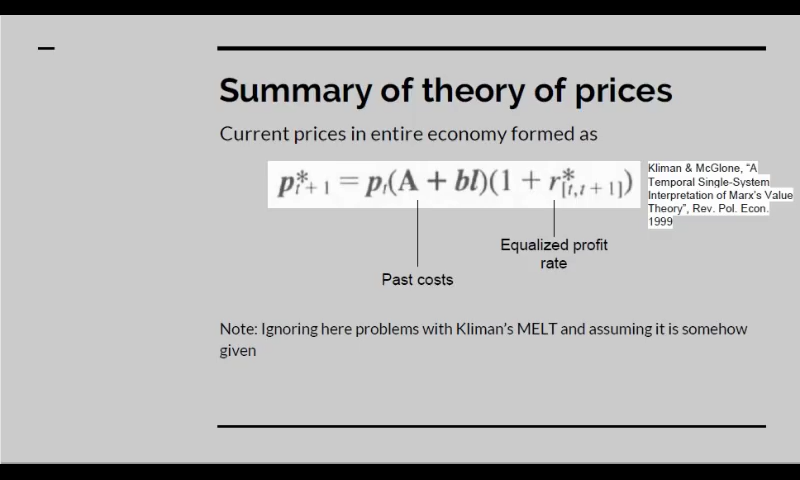 Summary of theory of prices
Current prices in entire economy formed as
p*t+1 = pt(A + bl)(1 + r*[t,t+1])
Kliman & McGlone, “A
Temporal Single-System
Interpretation of Marx’s Value
Theory”, Rev. Pol. Econ.
1999
Equalized profit
rate
Past costs
Note: Ignoring here problems with Kliman’s MELT and assuming it is somehow
given